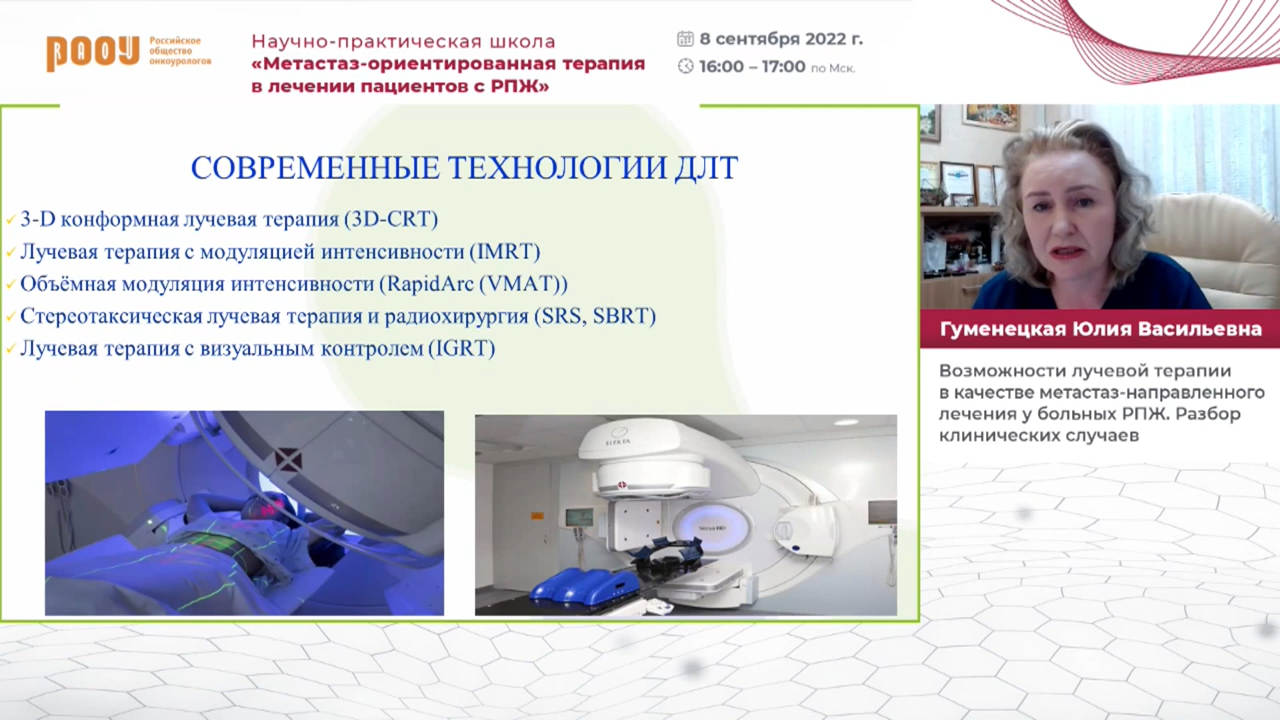 РАОУ
Российское
общество
онкоурологов
Научно-практическая школа
«Метастаз-ориентированная терапия
в лечении пациентов с РПЖ»
8 сентября 2022 г.
16:00 – 17:00 по Мск.
СОВРЕМЕННЫЕ ТЕХНОЛОГИИ ДЛТ
3-D конформная лучевая терапия (3D-CRT)
Лучевая терапия с модуляцией интенсивности (IMRT)
Объёмная модуляция интенсивности (RapidArc (VMAT))
Стереотаксическая лучевая терапия и радиохирургия (SRS, SBRT)
Лучевая терапия с визуальным контролем (IGRT)
ELEKTA
Versa HD
Гуменецкая Юлия Васильевна
Возможности лучевой терапии
в качестве метастаз-направленного
лечения у больных РПЖ. Разбор
клинических случаев